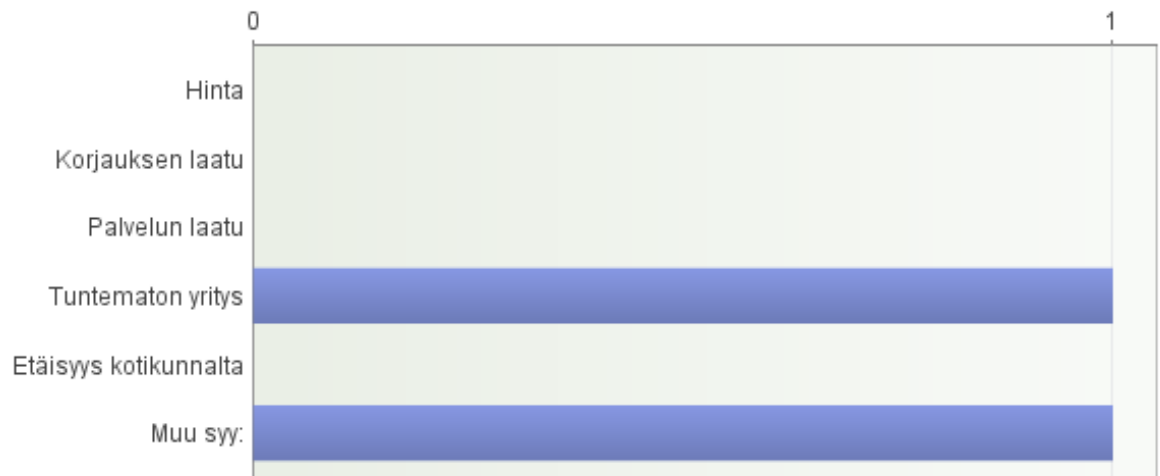 0 1
Hinta
Korjauksen laatu
Palvelun laatu
Tuntematon yritys
Etäisyys kotikunnalta
Muu syy: